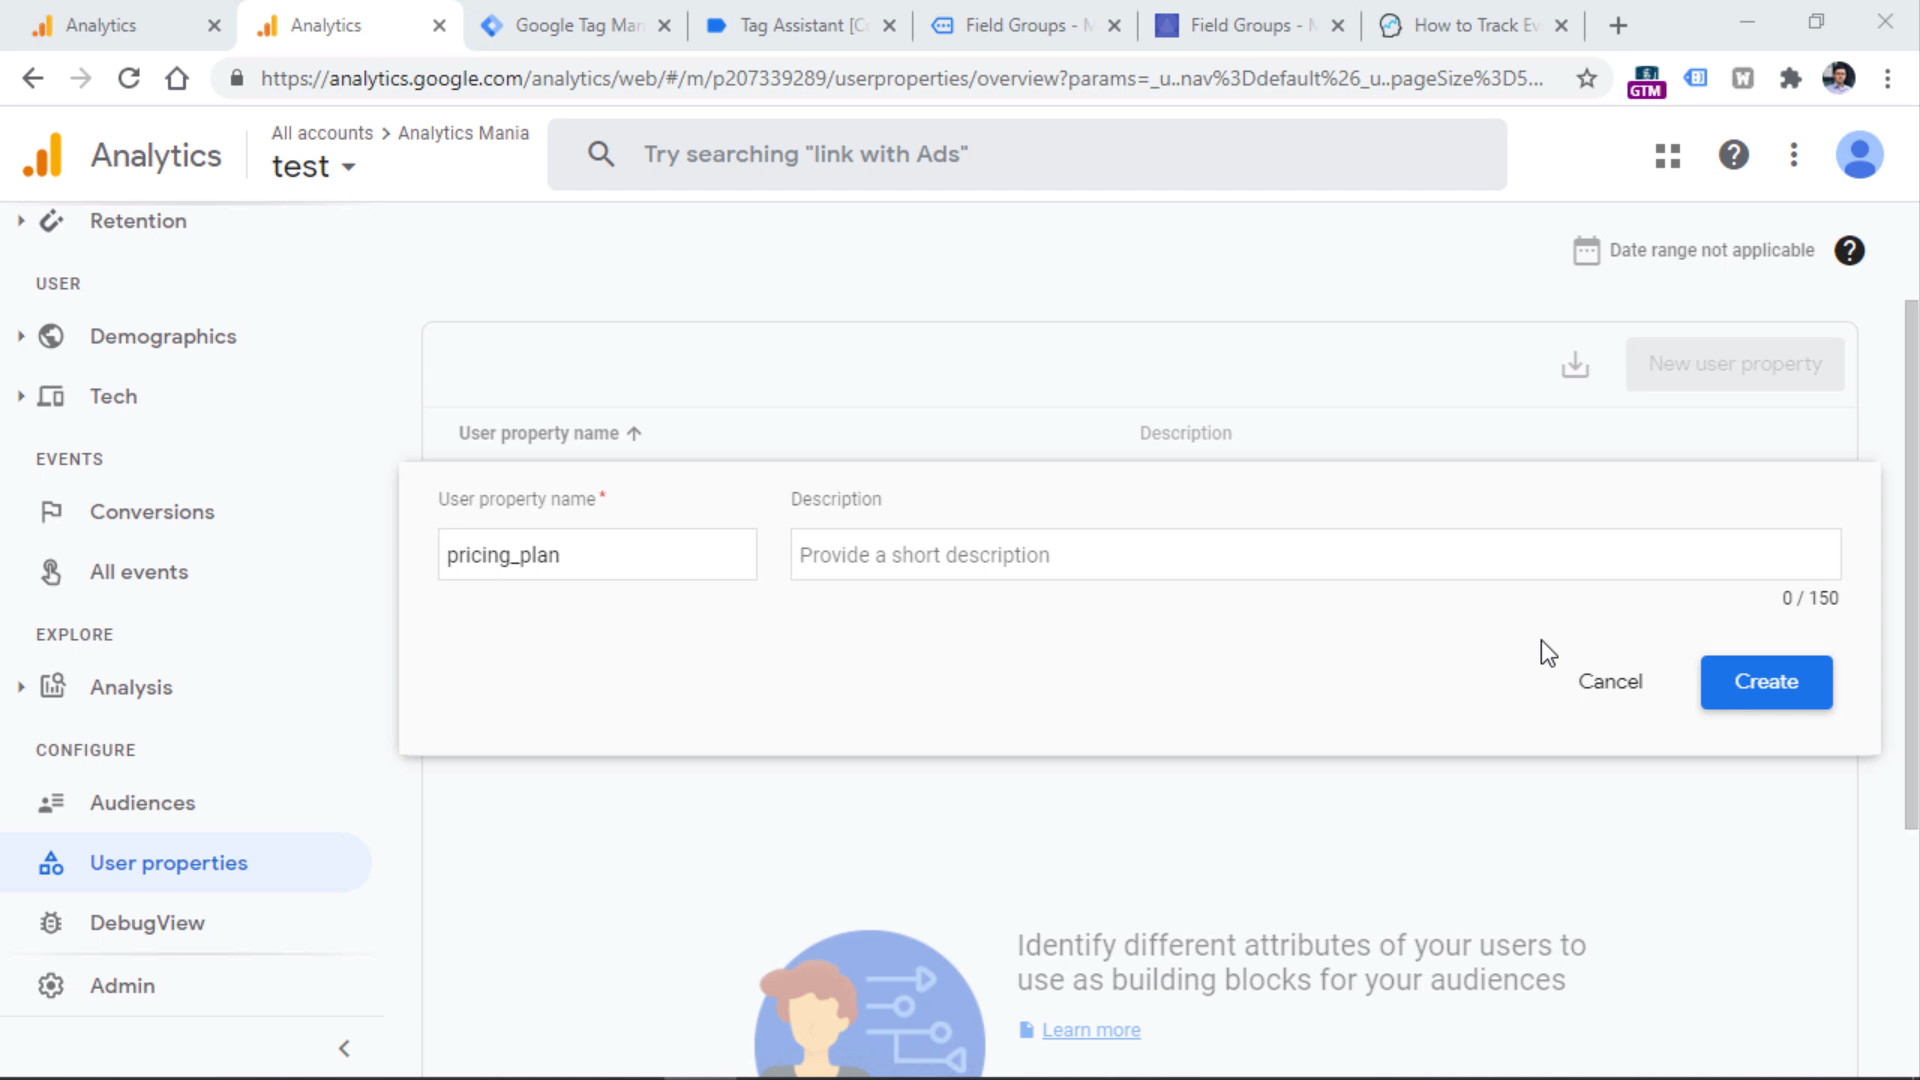 Analytics
Analytics
Google Tag Man
Tag Assistant [C
Field Groups - M
Field Groups - M
How to Track Ev
https://analytics.google.com/analytics/web/#/m/p207339289/userproperties/overview?params=_u..nav%3Ddefault%26_u..pageSize%3D5...
GTM
W
Analytics
All accounts > Analytics Mania
test
Try searching "link with Ads"
Retention
Date range not applicable
USER
Demographics
Tech
New user property
User property name
Description
EVENTS
Conversions
All events
User property name*
Description
pricing_plan
Provide a short description
0 / 150
Cancel
Create
EXPLORE
Analysis
CONFIGURE
Audiences
User properties
DebugView
Admin
Identify different attributes of your users to
use as building blocks for your audiences
Learn more